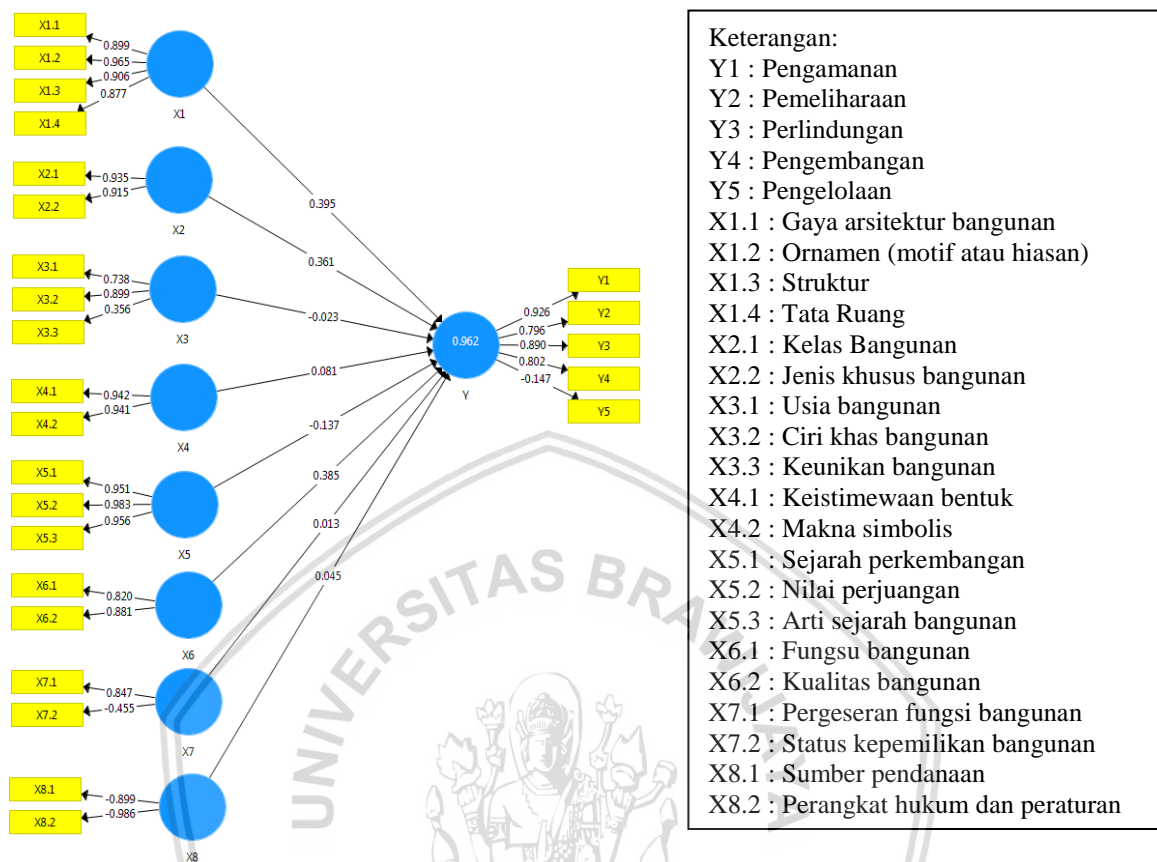 X1.1
X1.2
X1.3
X1.4
0.899
0.965
0.906
0.877
X1
0.395
X2.1
X2.2
0.935
0.915
X2
0.361
X3.1
X3.2
X3.3
0.738
0.899
0.356
X3
-0.023
X4.1
X4.2
0.942
0.941
X4
0.081
X5.1
X5.2
X5.3
0.951
0.983
0.956
X5
-0.137
X6.1
X6.2
0.820
0.881
X6
0.385
X7.1
X7.2
0.847
-0.455
X7
0.013
X8.1
X8.2
-0.899
-0.986
X8
0.045
0.962
Y
0.926
0.796
0.890
0.802
-0.147
Y1
Y2
Y3
Y4
Y5
Keterangan:
Y1 : Pengamanan
Y2 : Pemeliharaan
Y3 : Perlindungan
Y4 : Pengembangan
Y5 : Pengelolaan
X1.1 : Gaya arsitektur bangunan
X1.2 : Ornamen (motif atau hiasan)
X1.3 : Struktur
X1.4 : Tata Ruang
X2.1 : Kelas Bangunan
X2.2 : Jenis khusus bangunan
X3.1 : Usia bangunan
X3.2 : Ciri khas bangunan
X3.3 : Keunikan bangunan
X4.1 : Keistimewaan bentuk
X4.2 : Makna simbolis
X5.1 : Sejarah perkembangan
X5.2 : Nilai perjuangan
X5.3 : Arti sejarah bangunan
X6.1 : Fungsu bangunan
X6.2 : Kualitas bangunan
X7.1 : Pergeseran fungsi bangunan
X7.2 : Status kepemilikan bangunan
X8.1 : Sumber pendanaan
X8.2 : Perangkat hukum dan peraturan
UNIVERSITAS BRAWIJAYA